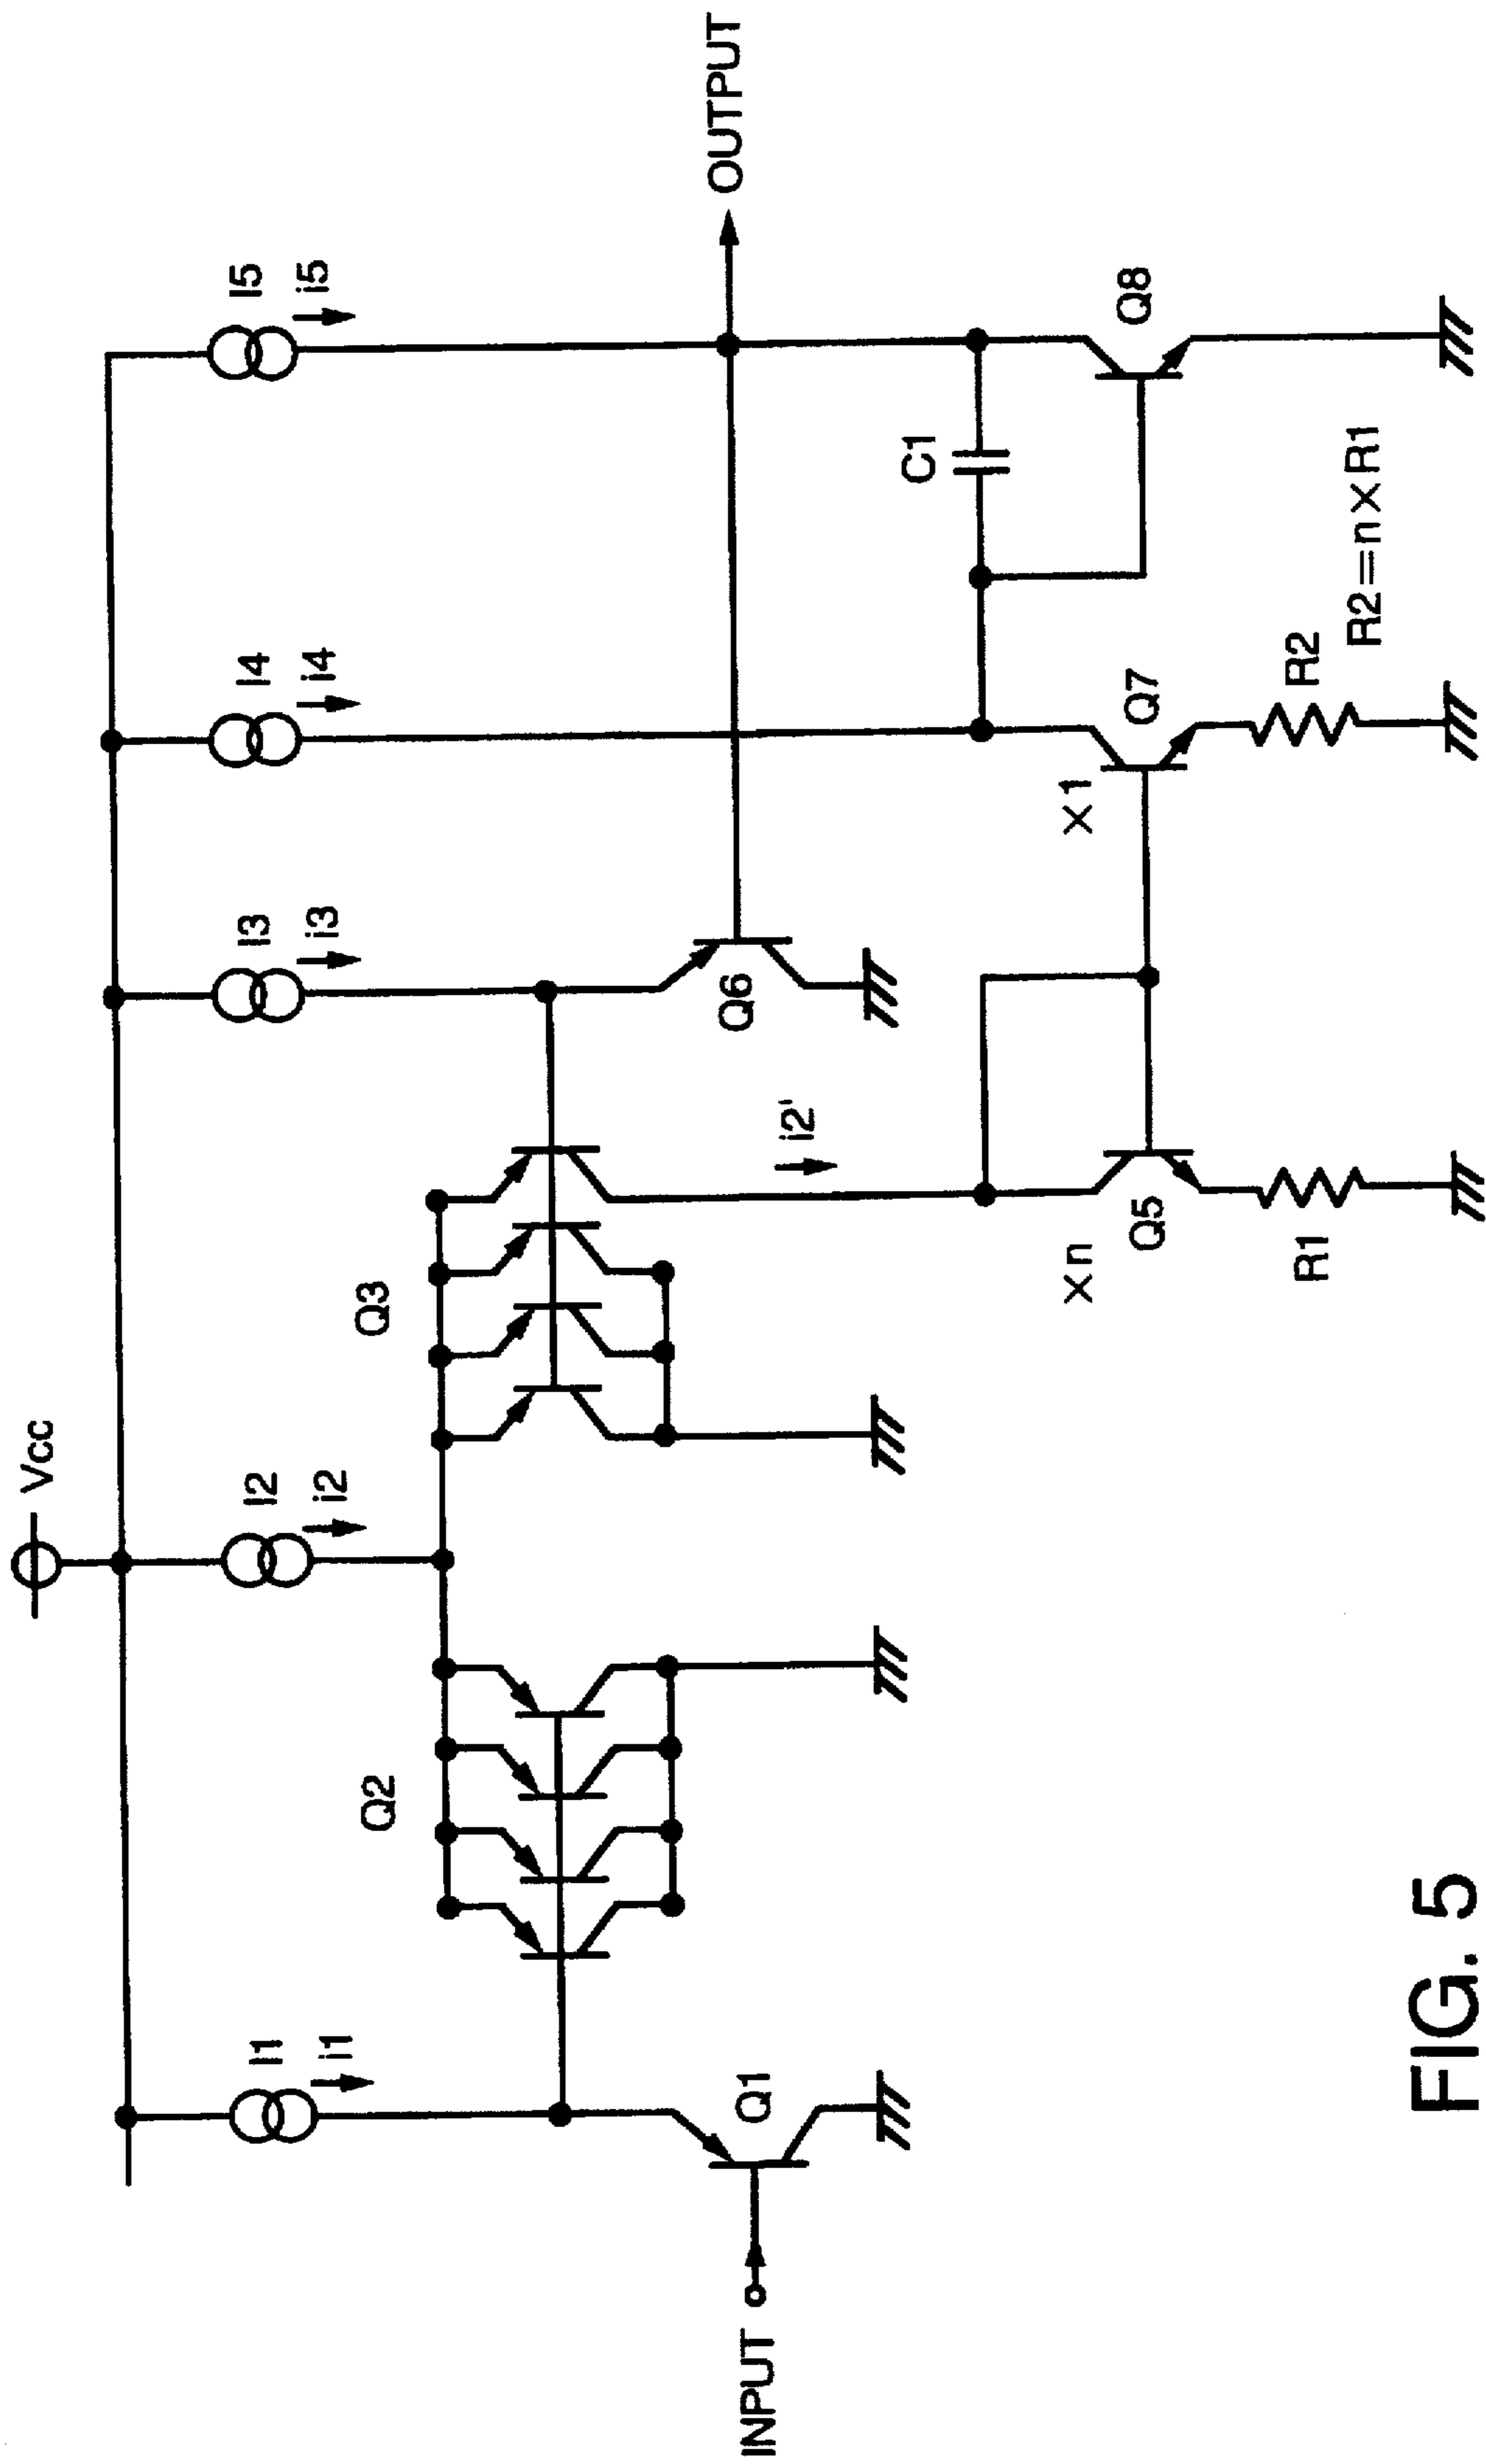 Vcc
I1
i1
I2
i2
I3
i3
I4
i4
I5
i5
Q2
Q3
INPUT
Q1
Q6
OUTPUT
i2'
C1
×n
Q5
×1
Q7
Q8
R1
R2
R2=n×R1
FIG. 5